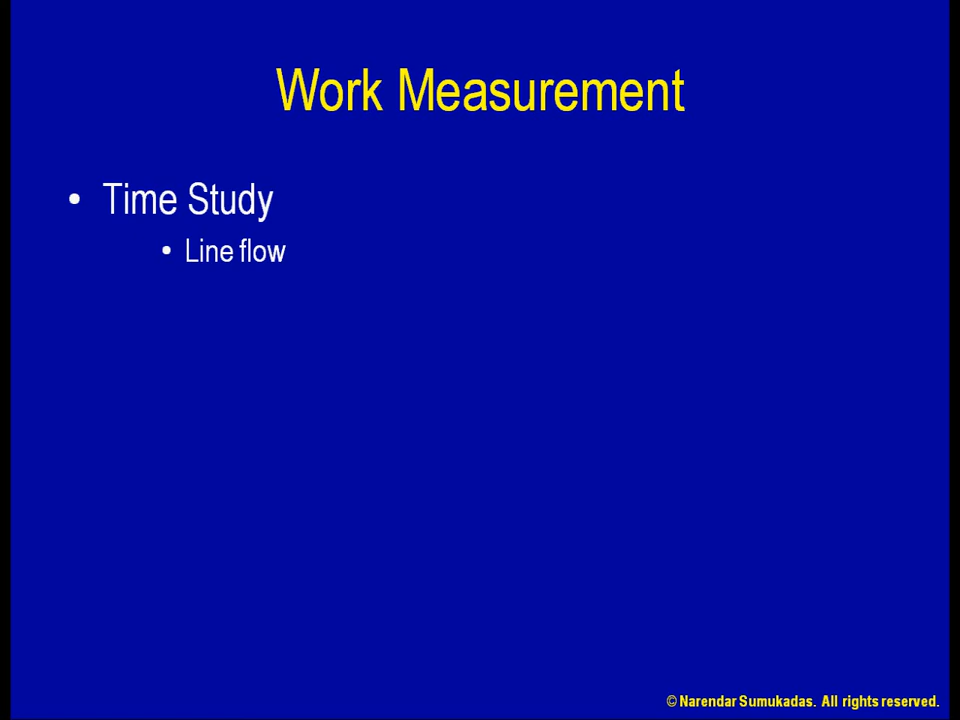 Work Measurement
• Time Study
• Line flow
© Narendar Sumukadas. All rights reserved.